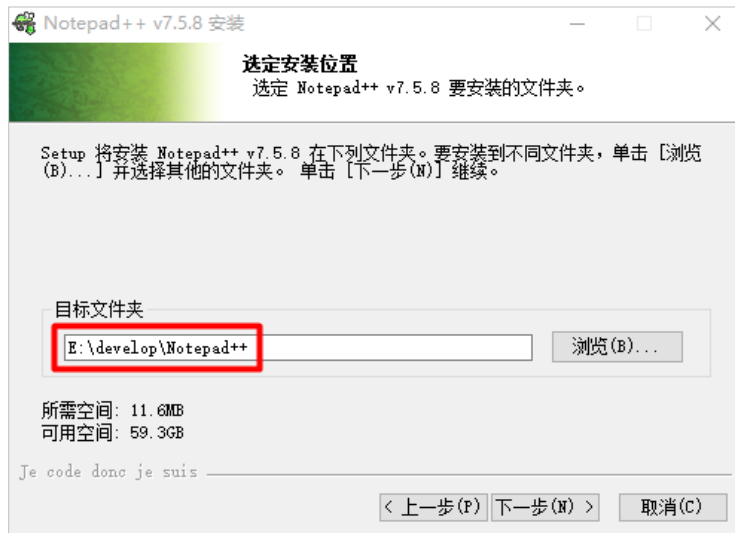 Notepad++ v7.5.8 安装
选定安装位置
选定 Notepad++ v7.5.8 要安装的文件夹。
Setup 将安装 Notepad++ v7.5.8 在下列文件夹。要安装到不同文件夹，单击 [浏览
(B)...] 并选择其他的文件夹。 单击 [下一步(N)] 继续。
目标文件夹
E:\develop\Notepad++
浏览(B)...
所需空间: 11.6MB
可用空间: 59.3GB
Je code donc je suis
< 上一步(P) 下一步(N) > 取消(C)